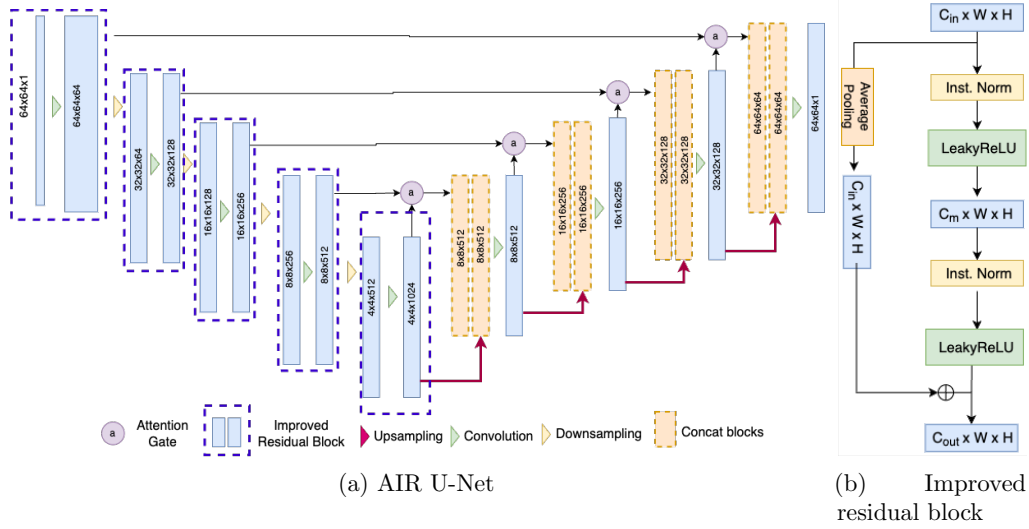 64x64x1
64x64x64
32x32x64
32x32x128
16x16x128
16x16x256
8x8x256
8x8x512
4x4x512
4x4x1024
a
8x8x512
8x8x512
8x8x512
a
16x16x256
16x16x256
16x16x256
a
32x32x128
32x32x128
32x32x128
a
64x64x64
64x64x64
64x64x1
a
Attention
Gate
Improved
Residual Block
Upsampling
Convolution
Downsampling
Concat blocks
(a) AIR U-Net
Cin x W x H
Average
Pooling
Cin x W x H
Inst. Norm
LeakyReLU
Cm x W x H
Inst. Norm
LeakyReLU
Cout x W x H
(b) Improved
residual block